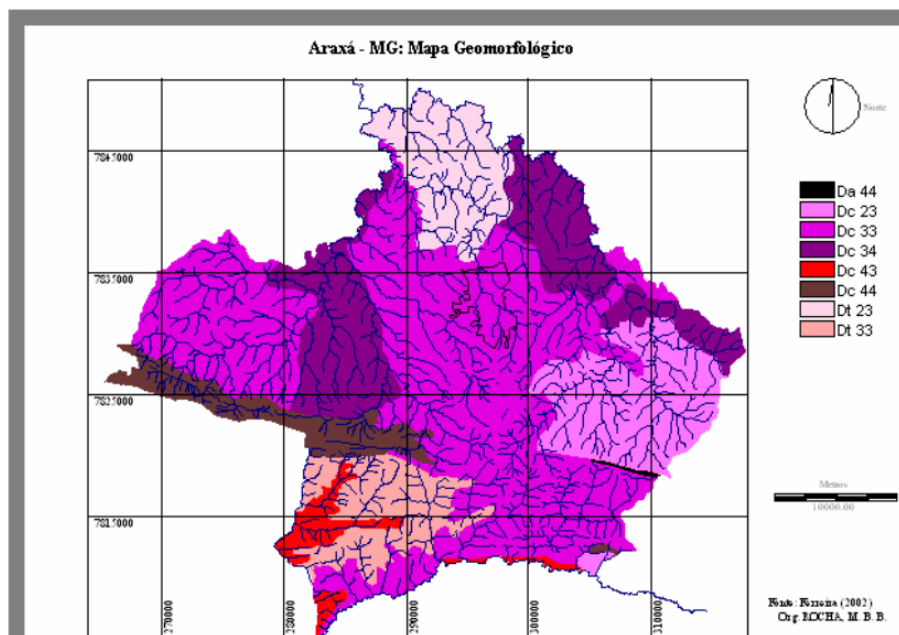 Araxá - MG: Mapa Geomorfológico
Norte
7845000
7835000
7825000
7815000
270000
280000
290000
300000
310000
Da 44
Dc 23
Dc 33
Dc 34
Dc 43
Dc 44
Dt 23
Dt 33
Metros
10000.00
Fonte: Ferreira (2002)
Org: ROCHA, M. B. B.